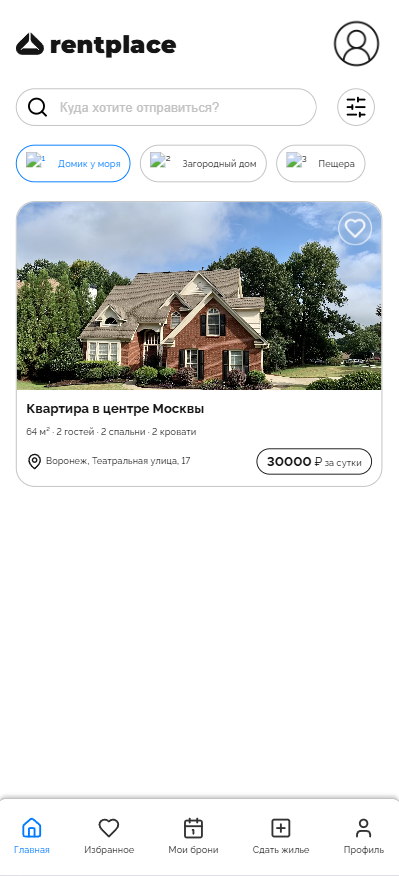 rentplace
Куда хотите отправиться?
1 Домик у моря
2 Загородный дом
3 Пещера
Квартира в центре Москвы
64 м² · 2 гостей · 2 спальни · 2 кровати
Воронеж, Театральная улица, 17
30000 ₽ за сутки
1
Главная
Избранное
Мои брони
Сдать жилье
Профиль